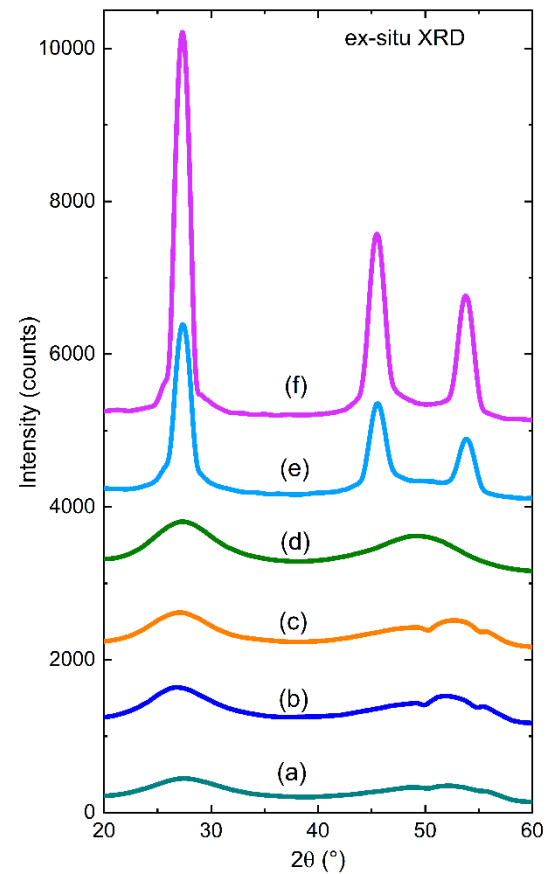 ex-situ XRD
10000
8000
6000
4000
2000
0
Intensity (counts)
(f)
(e)
(d)
(c)
(b)
(a)
20 30 40 50 60
2θ (°)